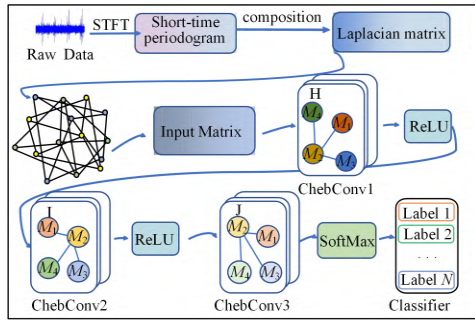 Raw Data
STFT
Short-time
periodogram
composition
Laplacian matrix
Input Matrix
H
M4
M1
M2
M3
ChebConv1
ReLU
I
M1
M2
M4
M3
ChebConv2
ReLU
J
M2
M1
M4
M3
ChebConv3
SoftMax
Label 1
Label 2
...
Label N
Classifier